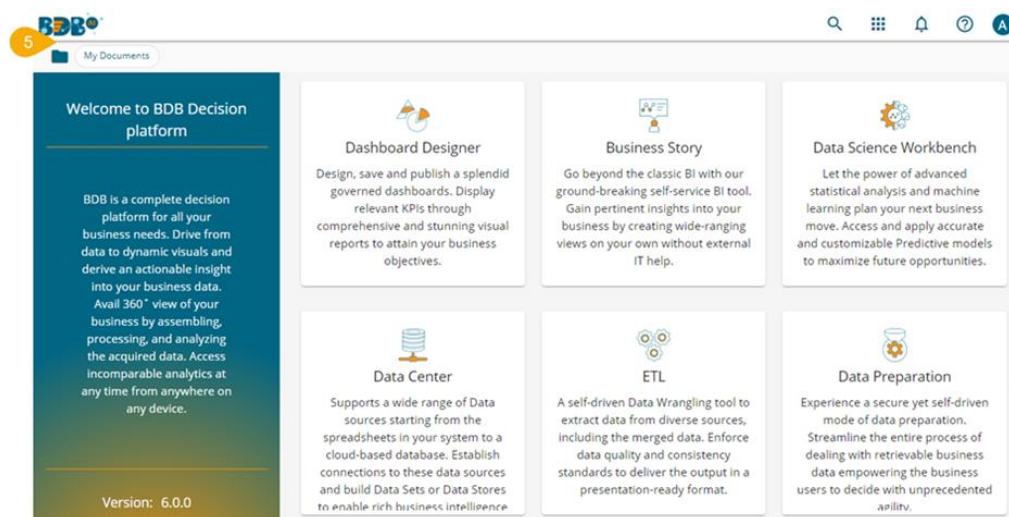 BDB
5
A
My Documents
Welcome to BDB Decision
platform
BDB is a complete decision
platform for all your
business needs. Drive from
data to dynamic visuals and
derive an actionable insight
into your business data.
Avail 360° view of your
business by assembling,
processing, and analyzing
the acquired data. Access
incomparable analytics at
any time from anywhere on
any device.
Version: 6.0.0
Dashboard Designer
Design, save and publish a splendid
governed dashboards. Display
relevant KPIs through
comprehensive and stunning visual
reports to attain your business
objectives.
Business Story
Go beyond the classic BI with our
ground-breaking self-service BI tool.
Gain pertinent insights into your
business by creating wide-ranging
views on your own without external
IT help.
Data Science Workbench
Let the power of advanced
statistical analysis and machine
learning plan your next business
move. Access and apply accurate
and customizable Predictive models
to maximize future opportunities.
Data Center
Supports a wide range of Data
sources starting from the
spreadsheets in your system to a
cloud-based database. Establish
connections to these data sources
and build Data Sets or Data Stores
to enable rich business intelligence
ETL
A self-driven Data Wrangling tool to
extract data from diverse sources,
including the merged data. Enforce
data quality and consistency
standards to deliver the output in a
presentation-ready format.
Data Preparation
Experience a secure yet self-driven
mode of data preparation.
Streamline the entire process of
dealing with retrievable business
data empowering the business
users to decide with unprecedented
agility.